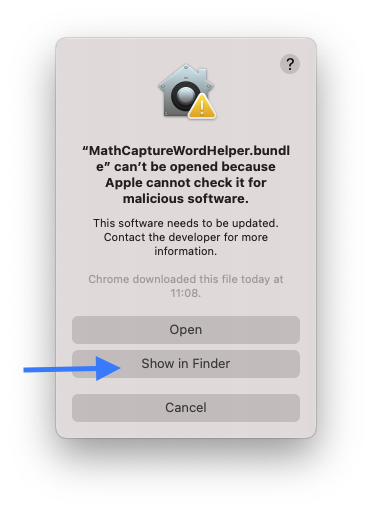 ?
“MathCaptureWordHelper.bundl
e” can’t be opened because
Apple cannot check it for
malicious software.
This software needs to be updated.
Contact the developer for more
information.
Chrome downloaded this file today at
11:08.
Open
Show in Finder
Cancel